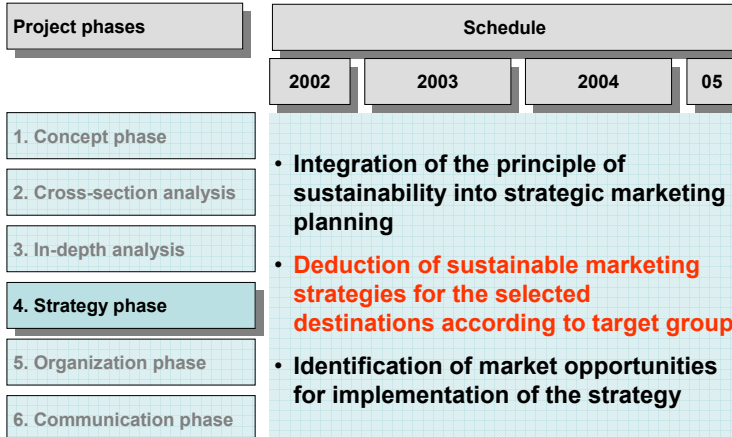 Project phases
Schedule
2002
2003
2004
05
1. Concept phase
2. Cross-section analysis
3. In-depth analysis
4. Strategy phase
5. Organization phase
6. Communication phase
• Integration of the principle of
sustainability into strategic marketing
planning
• Deduction of sustainable marketing
strategies for the selected
destinations according to target group
• Identification of market opportunities
for implementation of the strategy